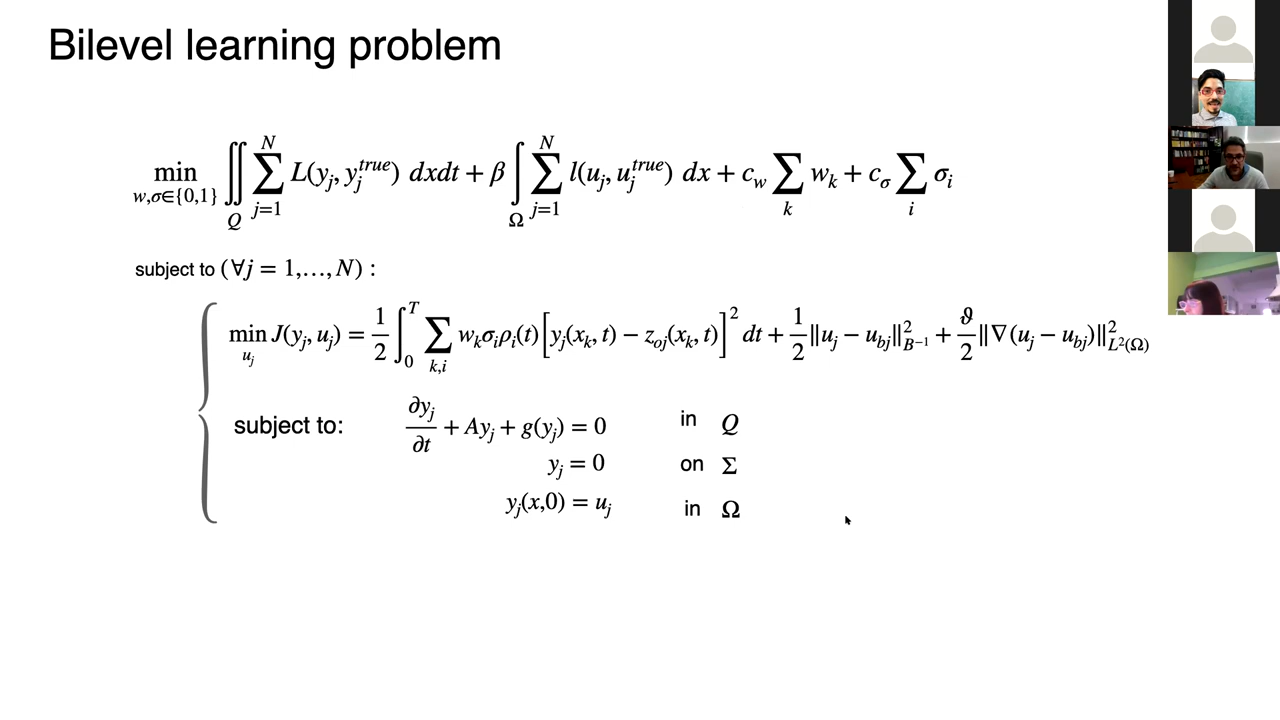 Bilevel learning problem
min_{w,σ∈{0,1}} ∬_Q ∑_{j=1}^N L(y_j, y_j^{true}) dxdt + β ∫_Ω ∑_{j=1}^N l(u_j, u_j^{true}) dx + c_w ∑_k w_k + c_σ ∑_i σ_i
subject to (∀j = 1,…,N) :
min_{u_j} J(y_j, u_j) = 1/2 ∫_0^T ∑_{k,i} w_kσ_iρ_i(t)[y_j(x_k, t) − z_{oj}(x_k, t)]^2 dt + 1/2 ‖u_j − u_{bj}‖^2_{B^{−1}} + ϑ/2 ‖∇(u_j − u_{bj})‖^2_{L^2(Ω)}
subject to: ∂y_j/∂t + Ay_j + g(y_j) = 0 in Q
y_j = 0 on Σ
y_j(x,0) = u_j in Ω